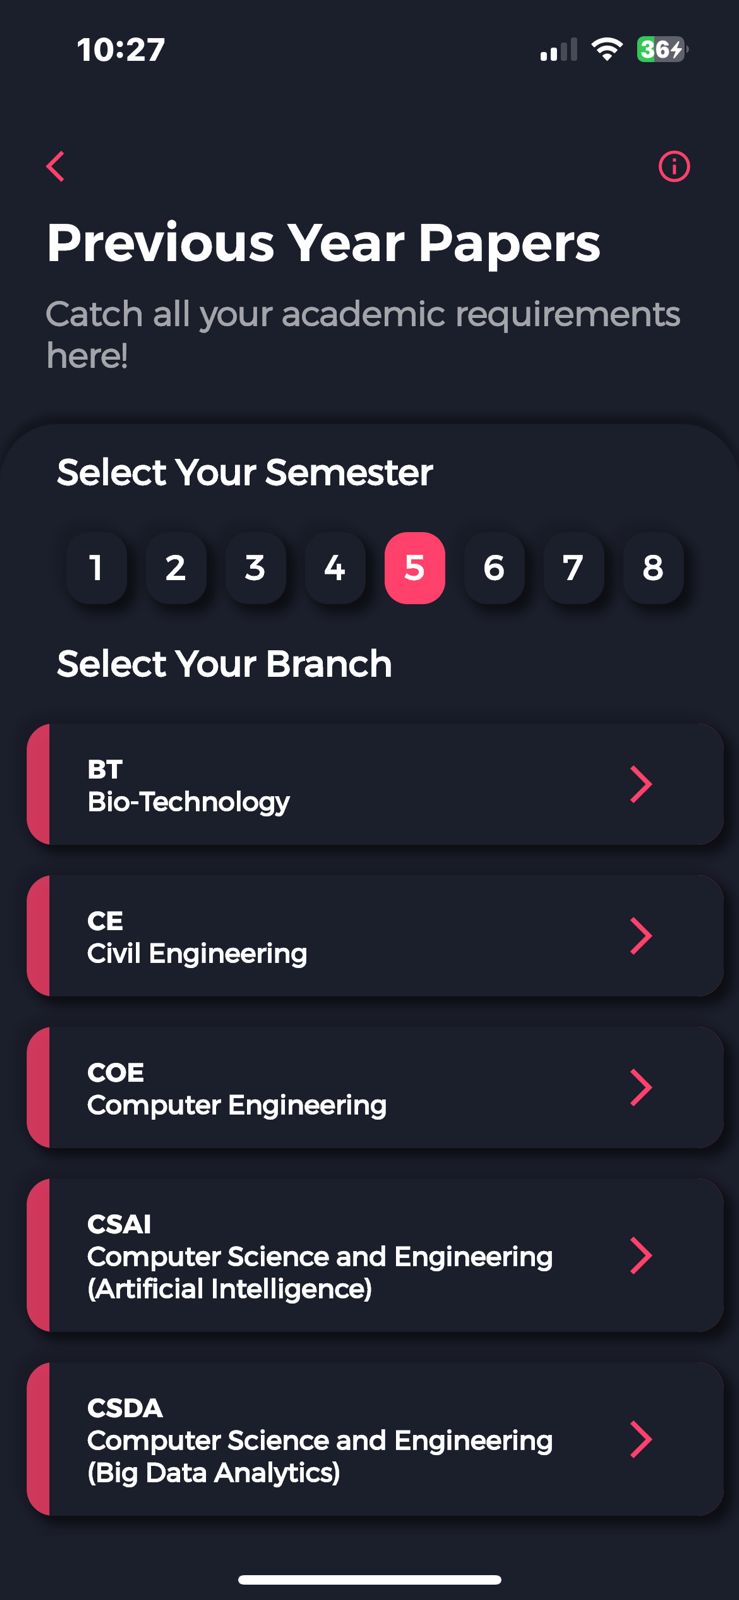 10:27
36
Previous Year Papers
Catch all your academic requirements
here!
Select Your Semester
1 2 3 4 5 6 7 8
Select Your Branch
BT
Bio-Technology
CE
Civil Engineering
COE
Computer Engineering
CSAI
Computer Science and Engineering
(Artificial Intelligence)
CSDA
Computer Science and Engineering
(Big Data Analytics)